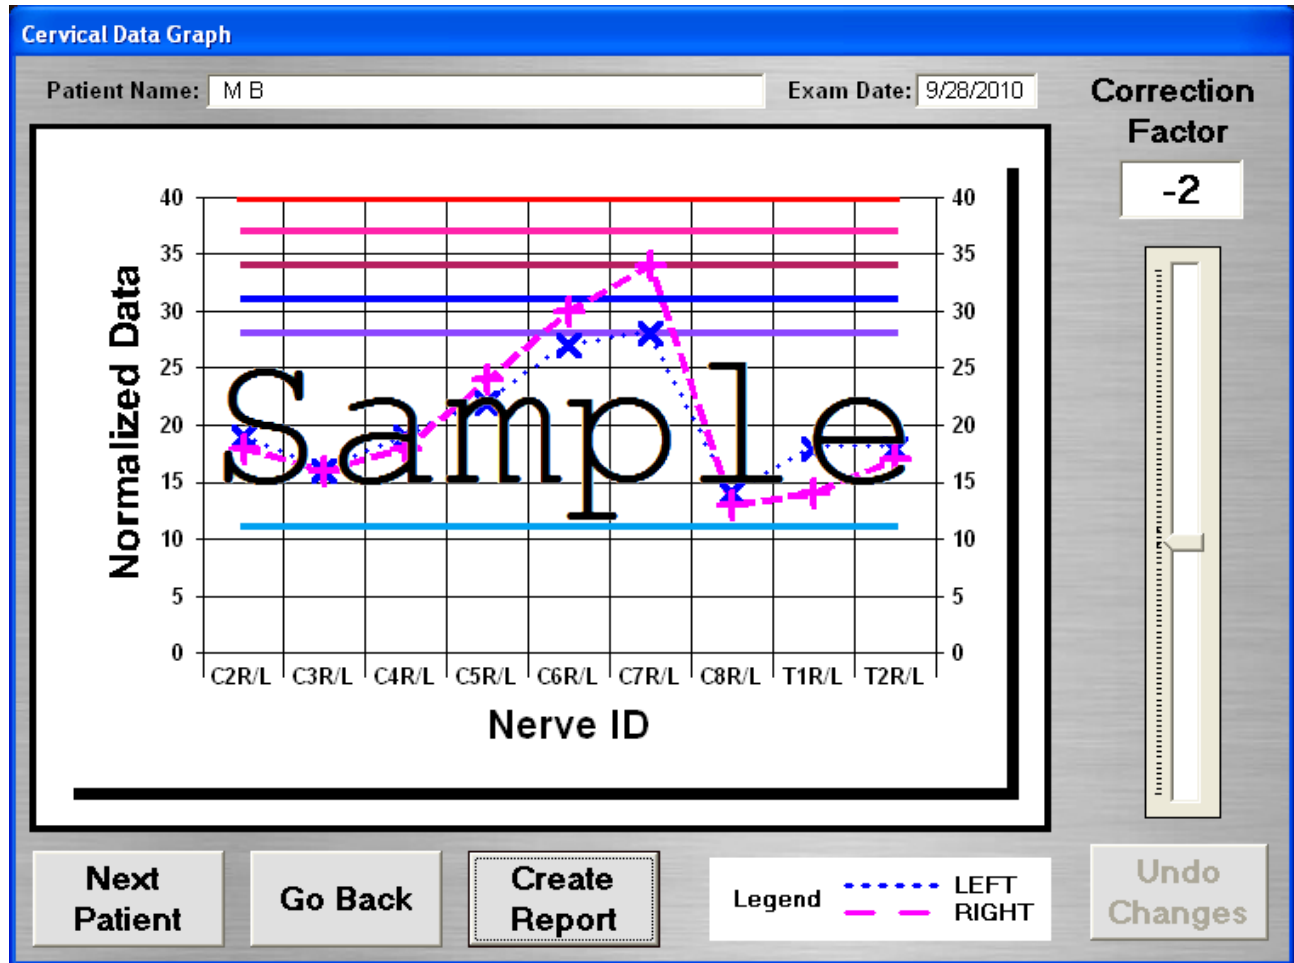 Cervical Data Graph
Patient Name: M B Exam Date: 9/28/2010
Correction
Factor
-2
40 40
35 35
30 30
25 25
20 20
15 15
10 10
5 5
0 0
Normalized Data
Sample
C2R/L C3R/L C4R/L C5R/L C6R/L C7R/L C8R/L T1R/L T2R/L
Nerve ID
Next
Patient
Go Back
Create
Report
Legend
LEFT
RIGHT
Undo
Changes